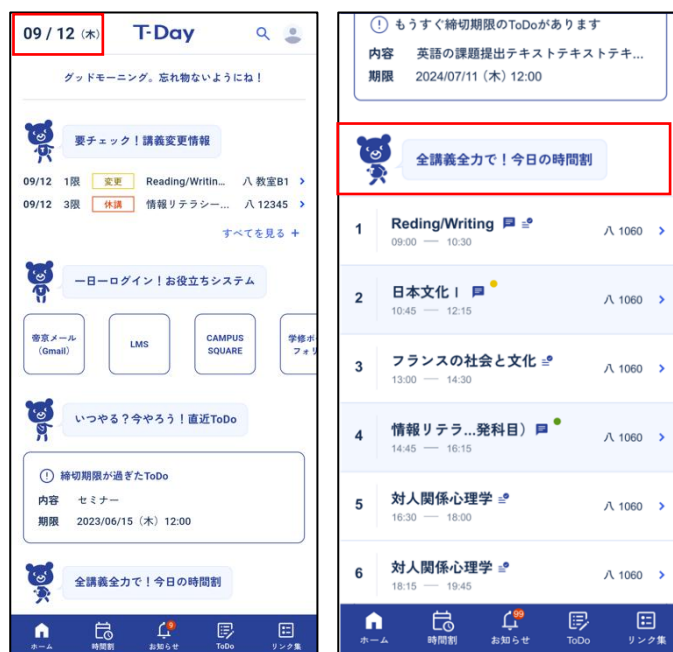 09 / 12 (木)
T-Day
グッドモーニング。忘れ物ないようにね！
要チェック！講義変更情報
09/12 1限 変更 Reading/Writin... 八 教室B1
09/12 3限 休講 情報リテラシー... 八 12345
すべてを見る +
一日一ログイン！お役立ちシステム
帝京メール
(Gmail)
LMS
CAMPUS
SQUARE
学修ポ
フォリ
いつやる？今やろう！直近ToDo
締切期限が過ぎたToDo
内容 セミナー
期限 2023/06/15 (木) 12:00
全講義全力で！今日の時間割
9
ホーム 時間割 お知らせ ToDo リンク集
もうすぐ締切期限のToDoがあります
内容 英語の課題提出テキストテキストテキ...
期限 2024/07/11 (木) 12:00
全講義全力で！今日の時間割
1 Reding/Writing 八 1060
09:00 — 10:30
2 日本文化Ⅰ 八 1060
10:45 — 12:15
3 フランスの社会と文化 八 1060
13:00 — 14:30
4 情報リテラ...発科目） 八 1060
14:45 — 16:15
5 対人関係心理学 八 1060
16:30 — 18:00
6 対人関係心理学 八 1060
18:15 — 19:45
99
ホーム 時間割 お知らせ ToDo リンク集